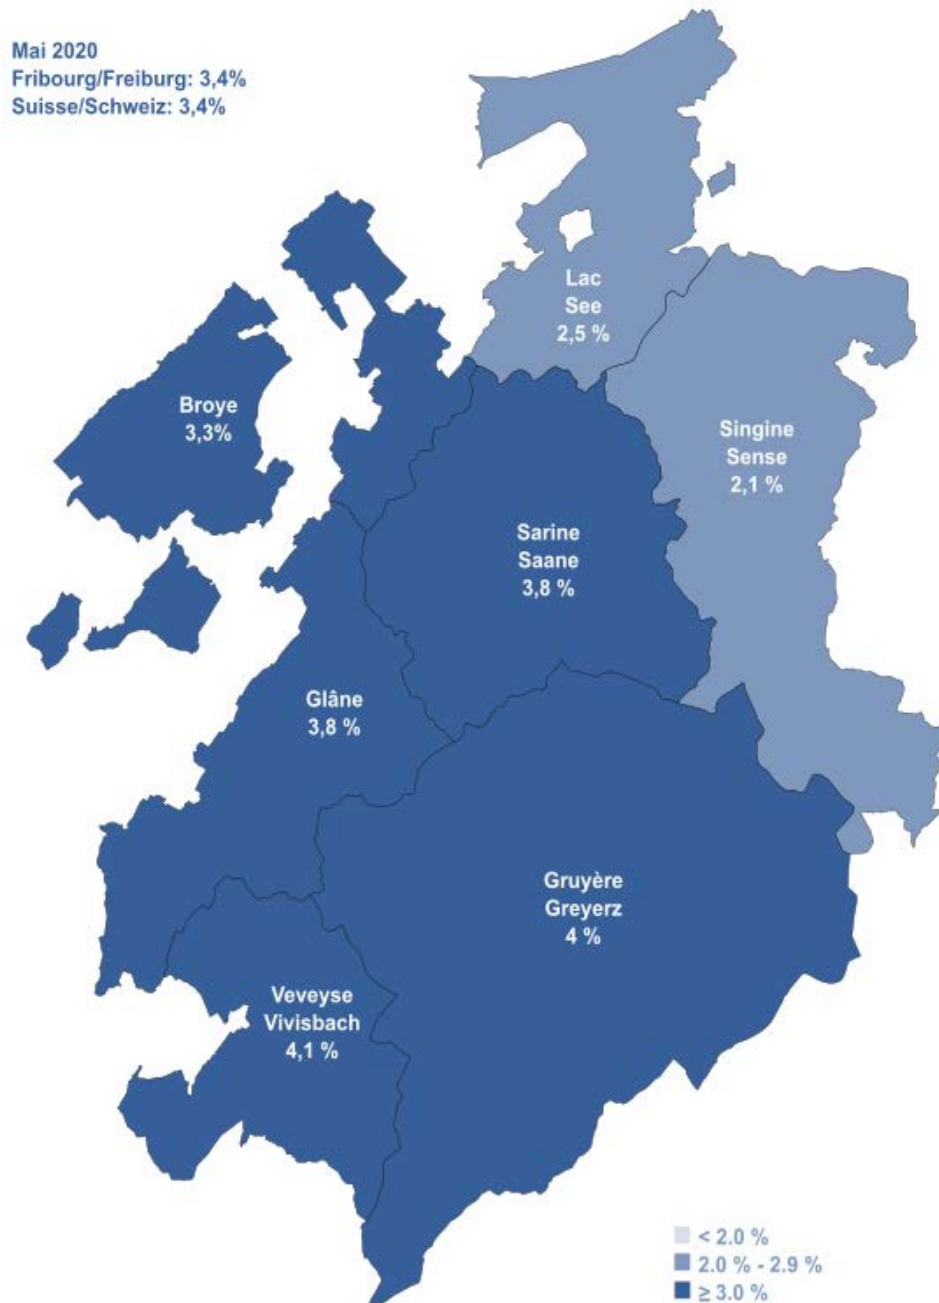 Mai 2020
Fribourg/Freiburg: 3,4%
Suisse/Schweiz: 3,4%
Lac
See
2,5 %
Broye
3,3%
Singine
Sense
2,1 %
Sarine
Saane
3,8 %
Glâne
3,8 %
Gruyère
Greyerz
4 %
Veveyse
Vivisbach
4,1 %
< 2.0 %
2.0 % - 2.9 %
≥ 3.0 %